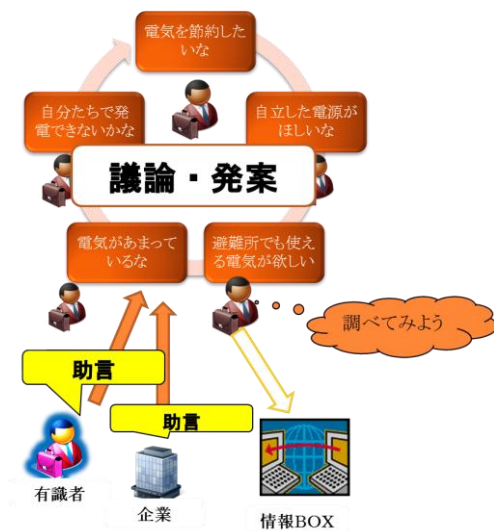 電気を節約した
いな
自分たちで発
電できないかな
自立した電源が
ほしいな
議論・発案
電気があまって
いるな
避難所でも使え
る電気が欲しい
調べてみよう
助言
助言
有識者
企業
情報BOX